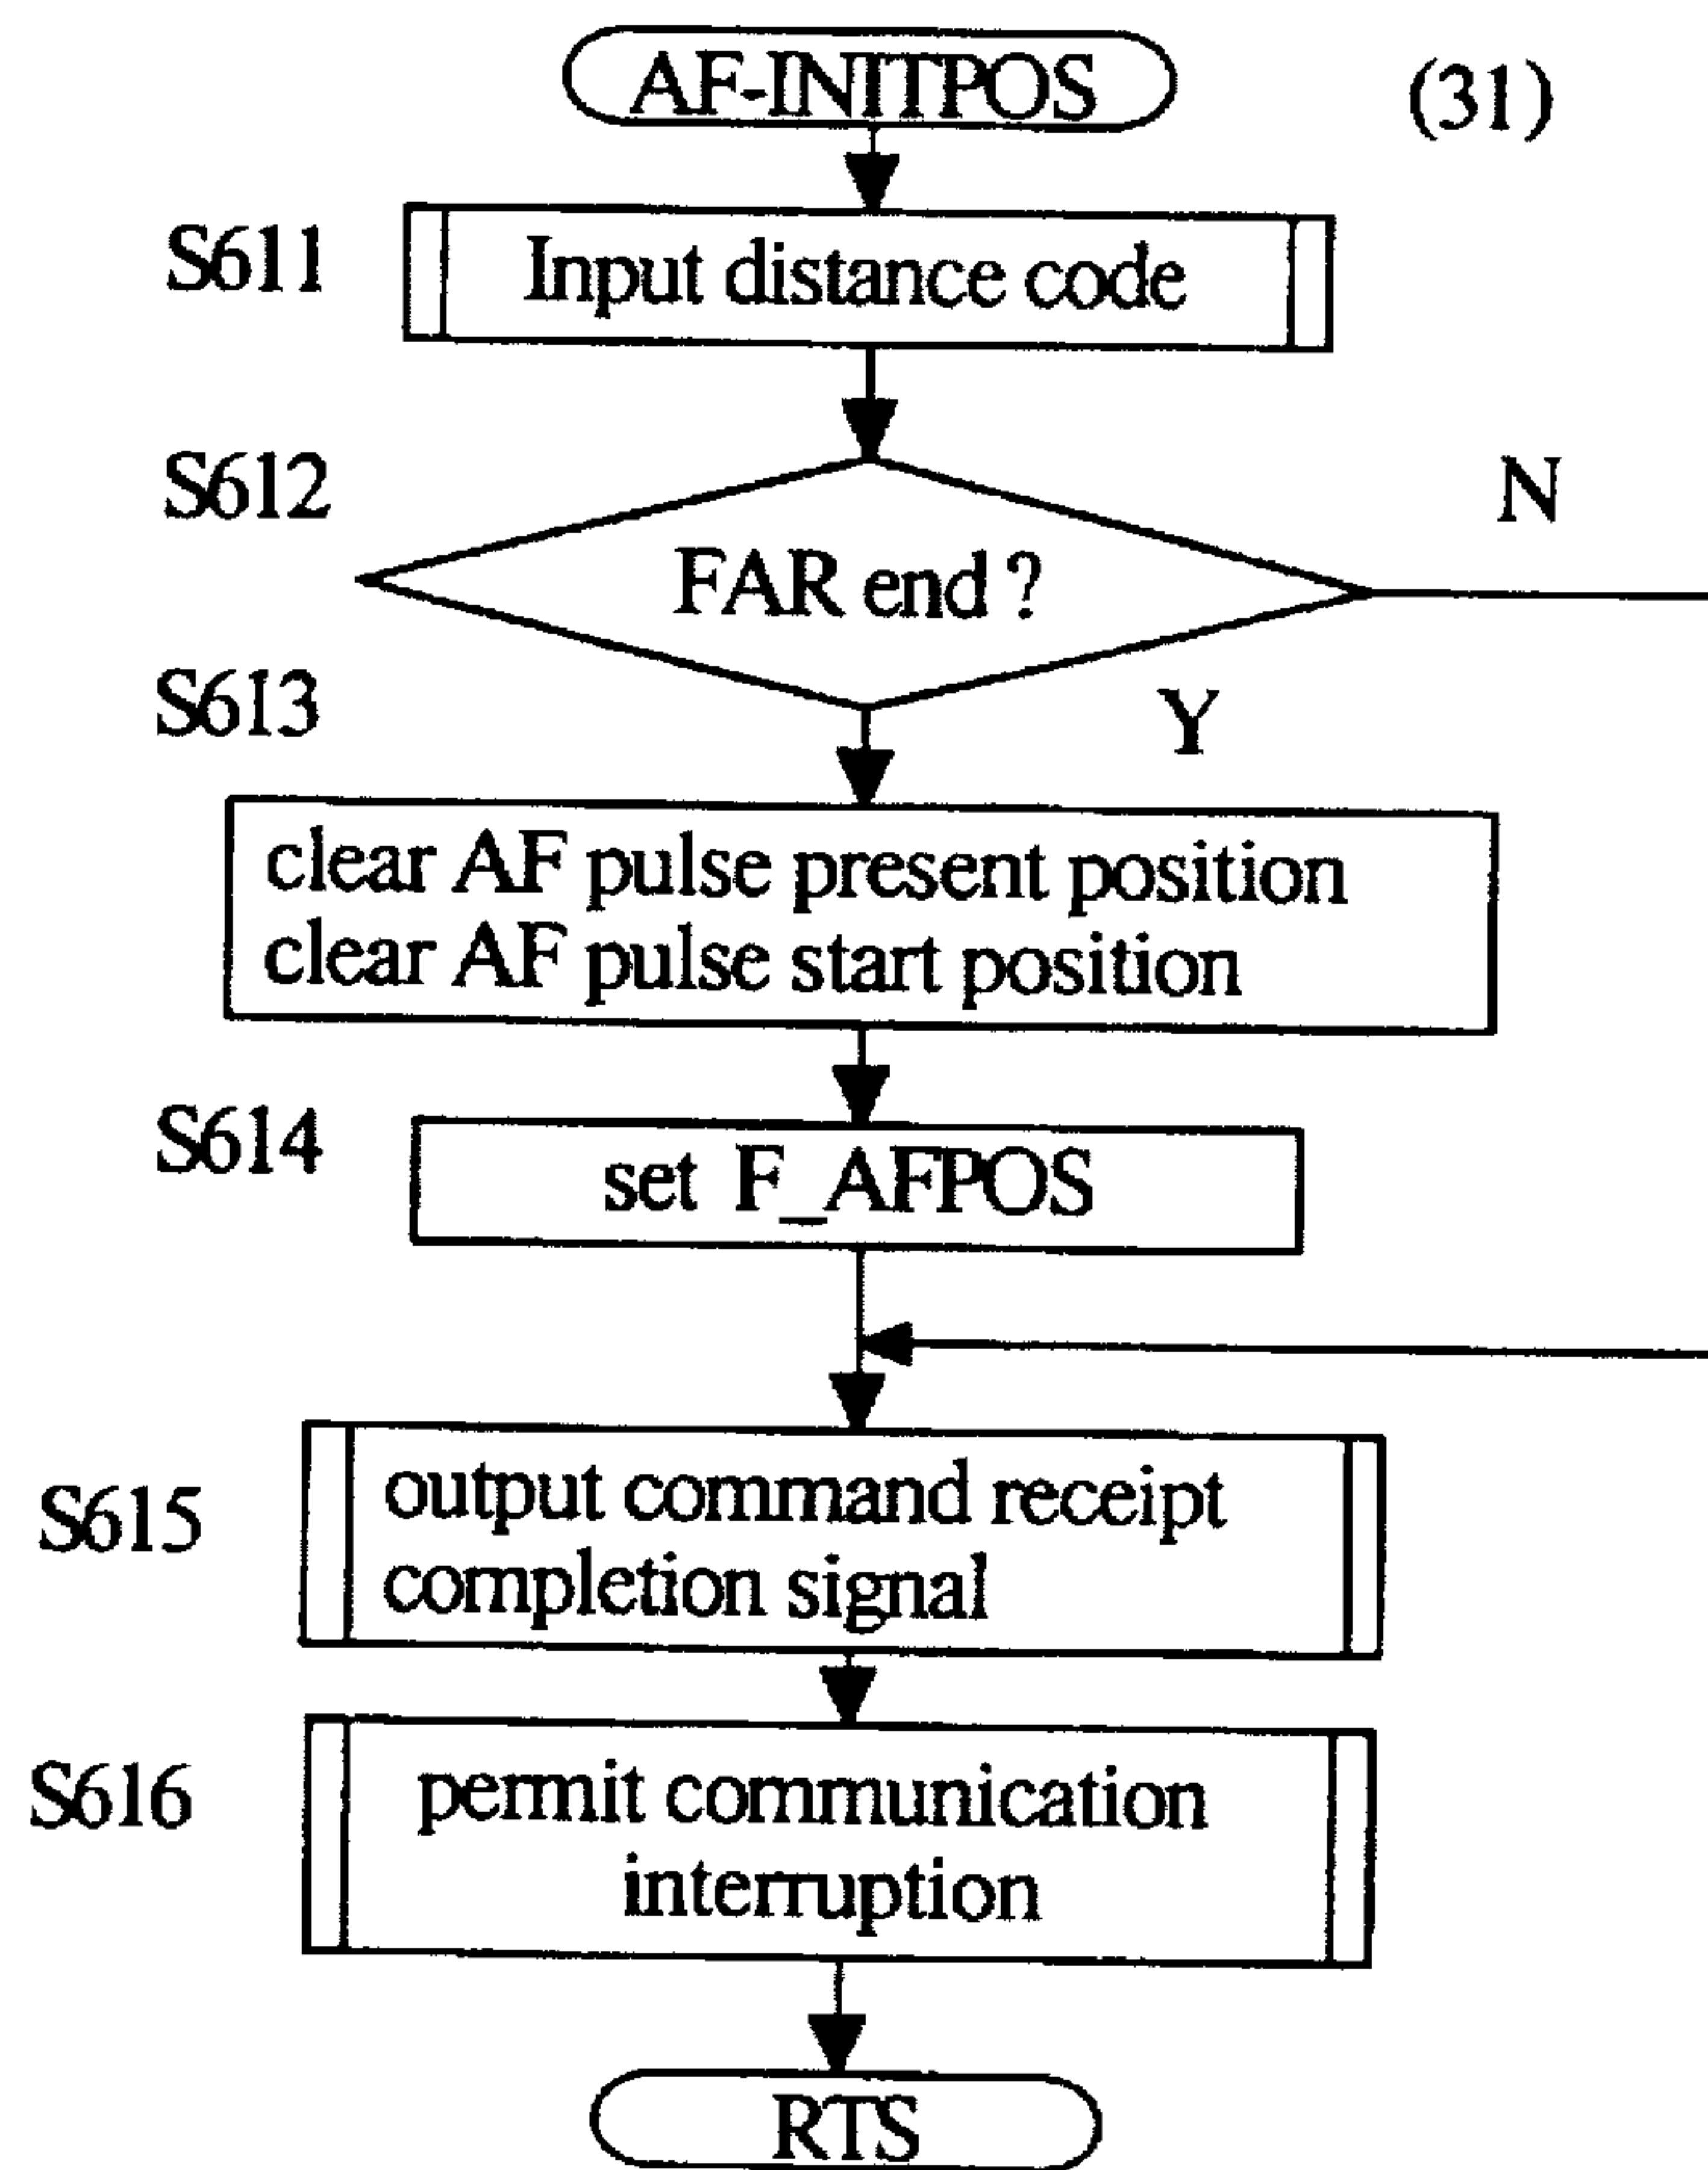 AF-INITPOS
(31)
S611
Input distance code
S612
N
FAR end ?
S613
Y
clear AF pulse present position
clear AF pulse start position
S614
set F_AFPOS
S615
output command receipt
completion signal
S616
permit communication
interruption
RTS